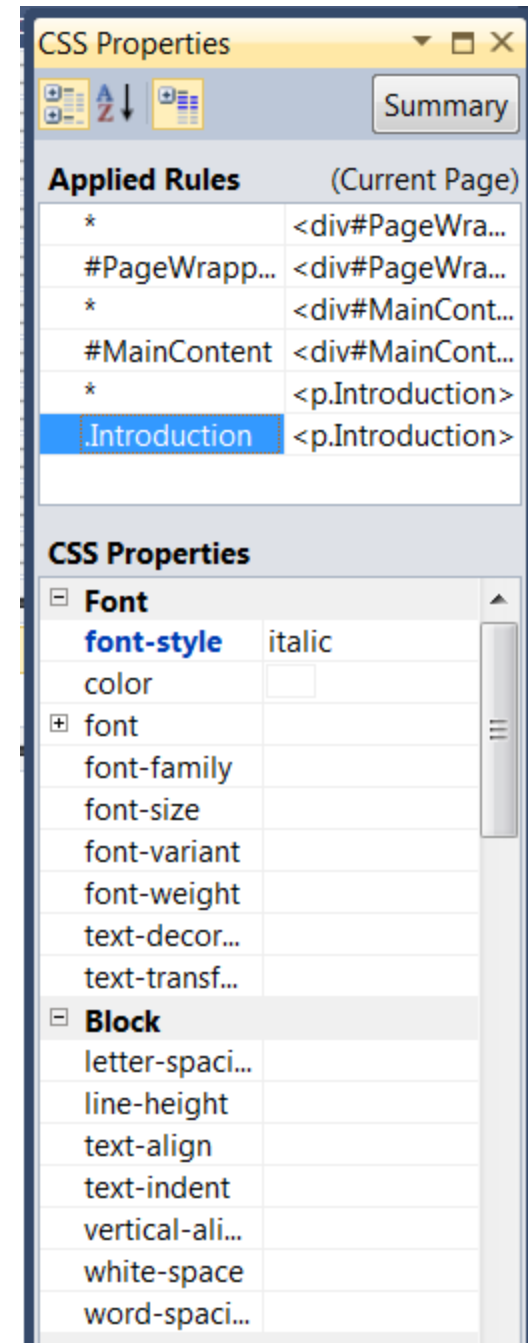 CSS Properties
Summary
Applied Rules (Current Page)
* <div#PageWra...
#PageWrapp... <div#PageWra...
* <div#MainCont...
#MainContent <div#MainCont...
* <p.Introduction>
.Introduction <p.Introduction>
CSS Properties
Font
font-style italic
color
font
font-family
font-size
font-variant
font-weight
text-decor...
text-transf...
Block
letter-spaci...
line-height
text-align
text-indent
vertical-ali...
white-space
word-spaci...